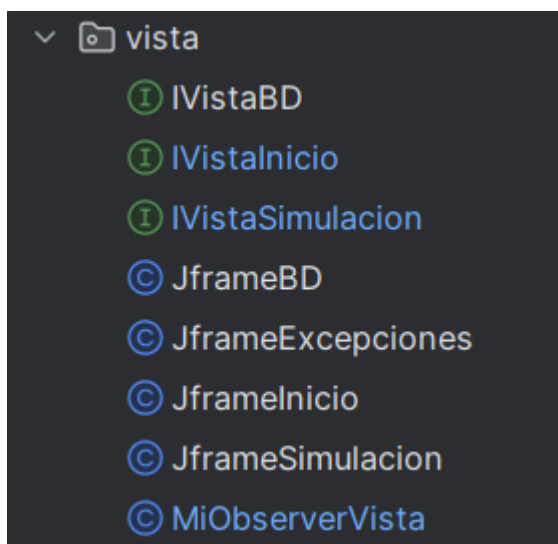 vista
I IVistaBD
I IVistaInicio
I IVistaSimulacion
C JframeBD
C JframeExcepciones
C JframeInicio
C JframeSimulacion
C MiObserverVista